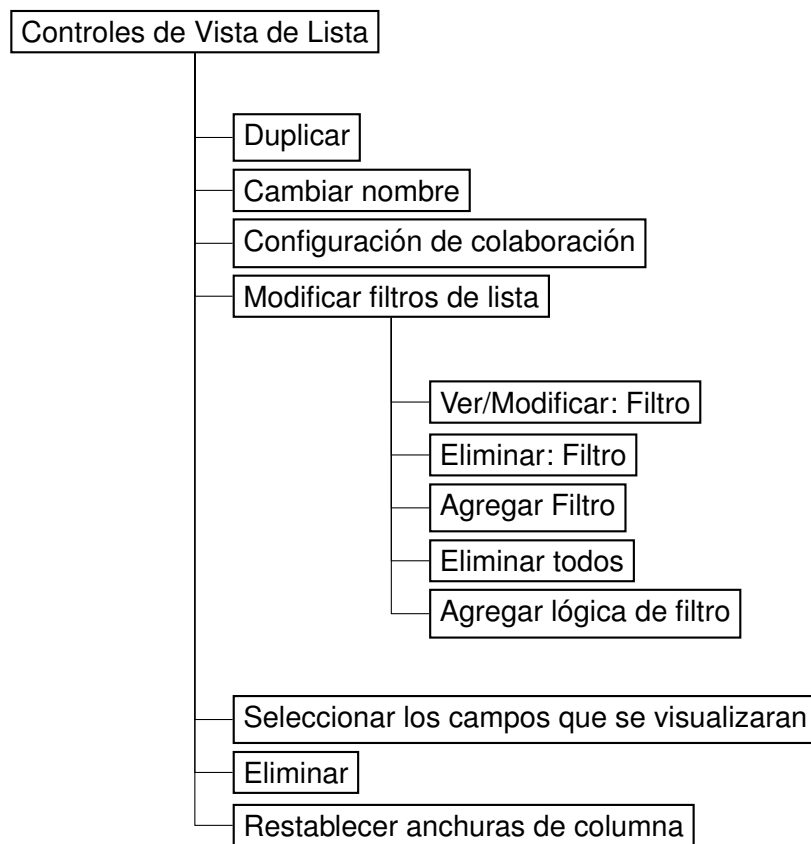 Controles de Vista de Lista
Duplicar
Cambiar nombre
Configuración de colaboración
Modificar filtros de lista
Ver/Modificar: Filtro
Eliminar: Filtro
Agregar Filtro
Eliminar todos
Agregar lógica de filtro
Seleccionar los campos que se visualizaran
Eliminar
Restablecer anchuras de columna